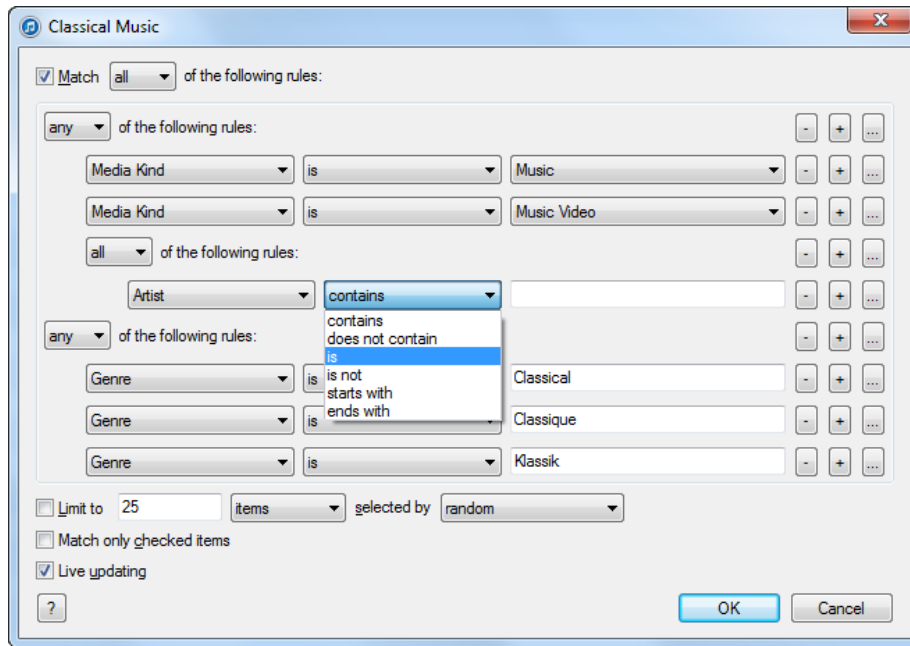 Classical Music
Match all of the following rules:
any of the following rules: - + ...
Media Kind is Music - + ...
Media Kind is Music Video - + ...
all of the following rules: - + ...
Artist contains - + ...
contains
does not contain
is
is not
starts with
ends with
any of the following rules: - + ...
Genre is Classical - + ...
Genre is Classique - + ...
Genre is Klassik - + ...
Limit to 25 items selected by random
Match only checked items
Live updating
? OK Cancel